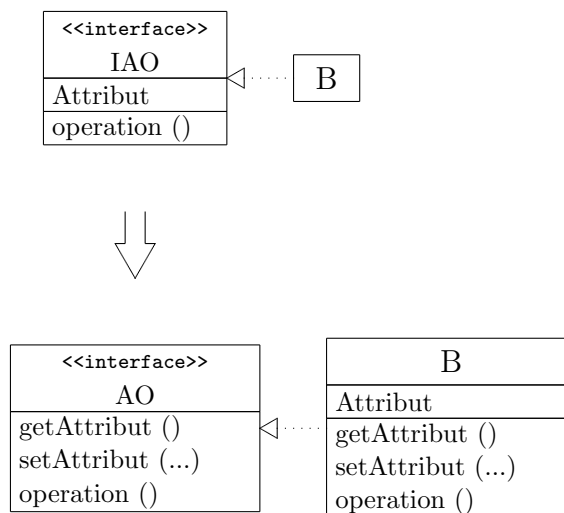 <<interface>>
IAO
Attribut
operation ()
B
<<interface>>
AO
getAttribut ()
setAttribut (...)
operation ()
B
Attribut
getAttribut ()
setAttribut (...)
operation ()